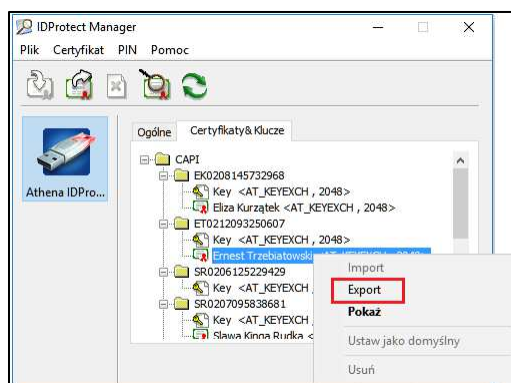 IDProtect Manager
Plik Certyfikat PIN Pomoc
Athena IDPro...
Ogólne Certyfikaty& Klucze
CAPI
EK0208145732968
Key <AT_KEYEXCH , 2048>
Eliza Kurzątek <AT_KEYEXCH , 2048>
ET0212093250607
Key <AT_KEYEXCH , 2048>
Ernest Trzebiatowski
SR0206125229429
Key <AT_KEYEXCH ,
SR0207095838681
Key <AT_KEYEXCH ,
Slawa Kinga Rudka <
Import
Export
Pokaż
Ustaw jako domyślny
Usuń